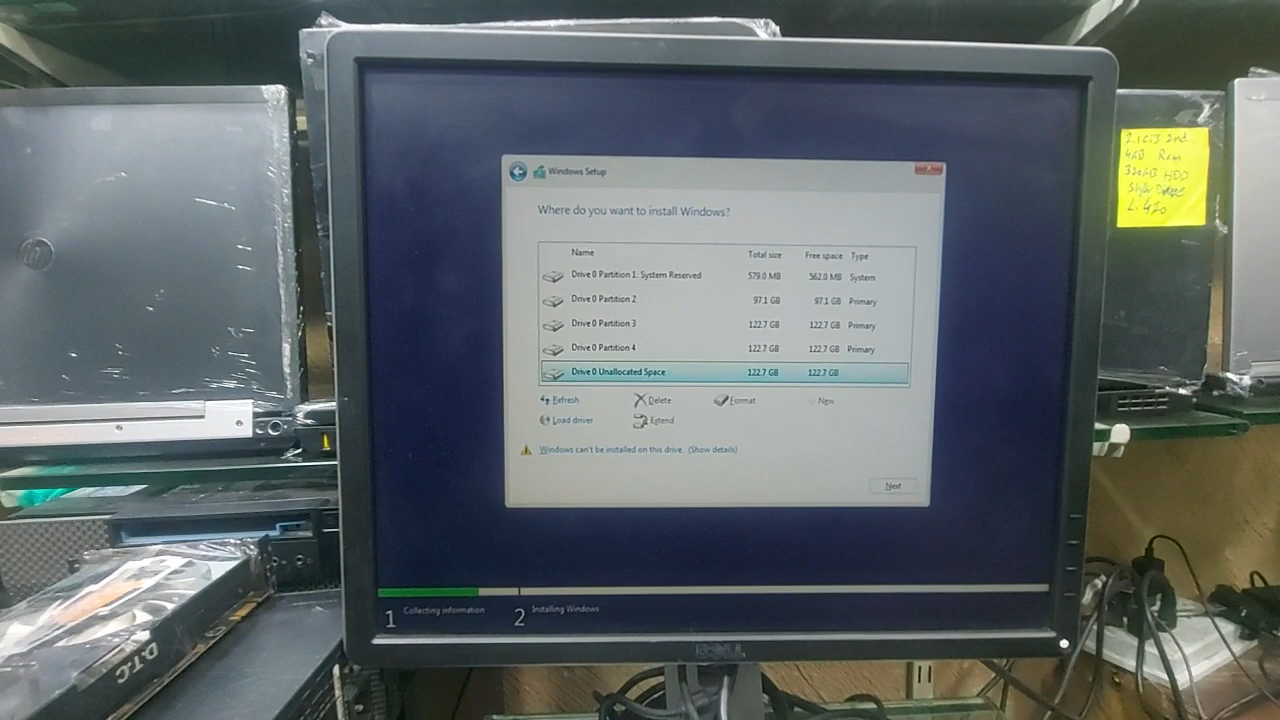 Windows Setup
Where do you want to install Windows?
Name Total size Free space Type
Drive 0 Partition 1: System Reserved 579.0 MB 562.0 MB System
Drive 0 Partition 2 97.1 GB 97.1 GB Primary
Drive 0 Partition 3 122.7 GB 122.7 GB Primary
Drive 0 Partition 4 122.7 GB 122.7 GB Primary
Drive 0 Unallocated Space 122.7 GB 122.7 GB
Refresh Delete Format New
Load driver Extend
Windows can't be installed on this drive. (Show details)
Next
1 Collecting information 2 Installing Windows
DELL
hp
D.T.C
2nd
4GB Ram
320GB HDD
L.420